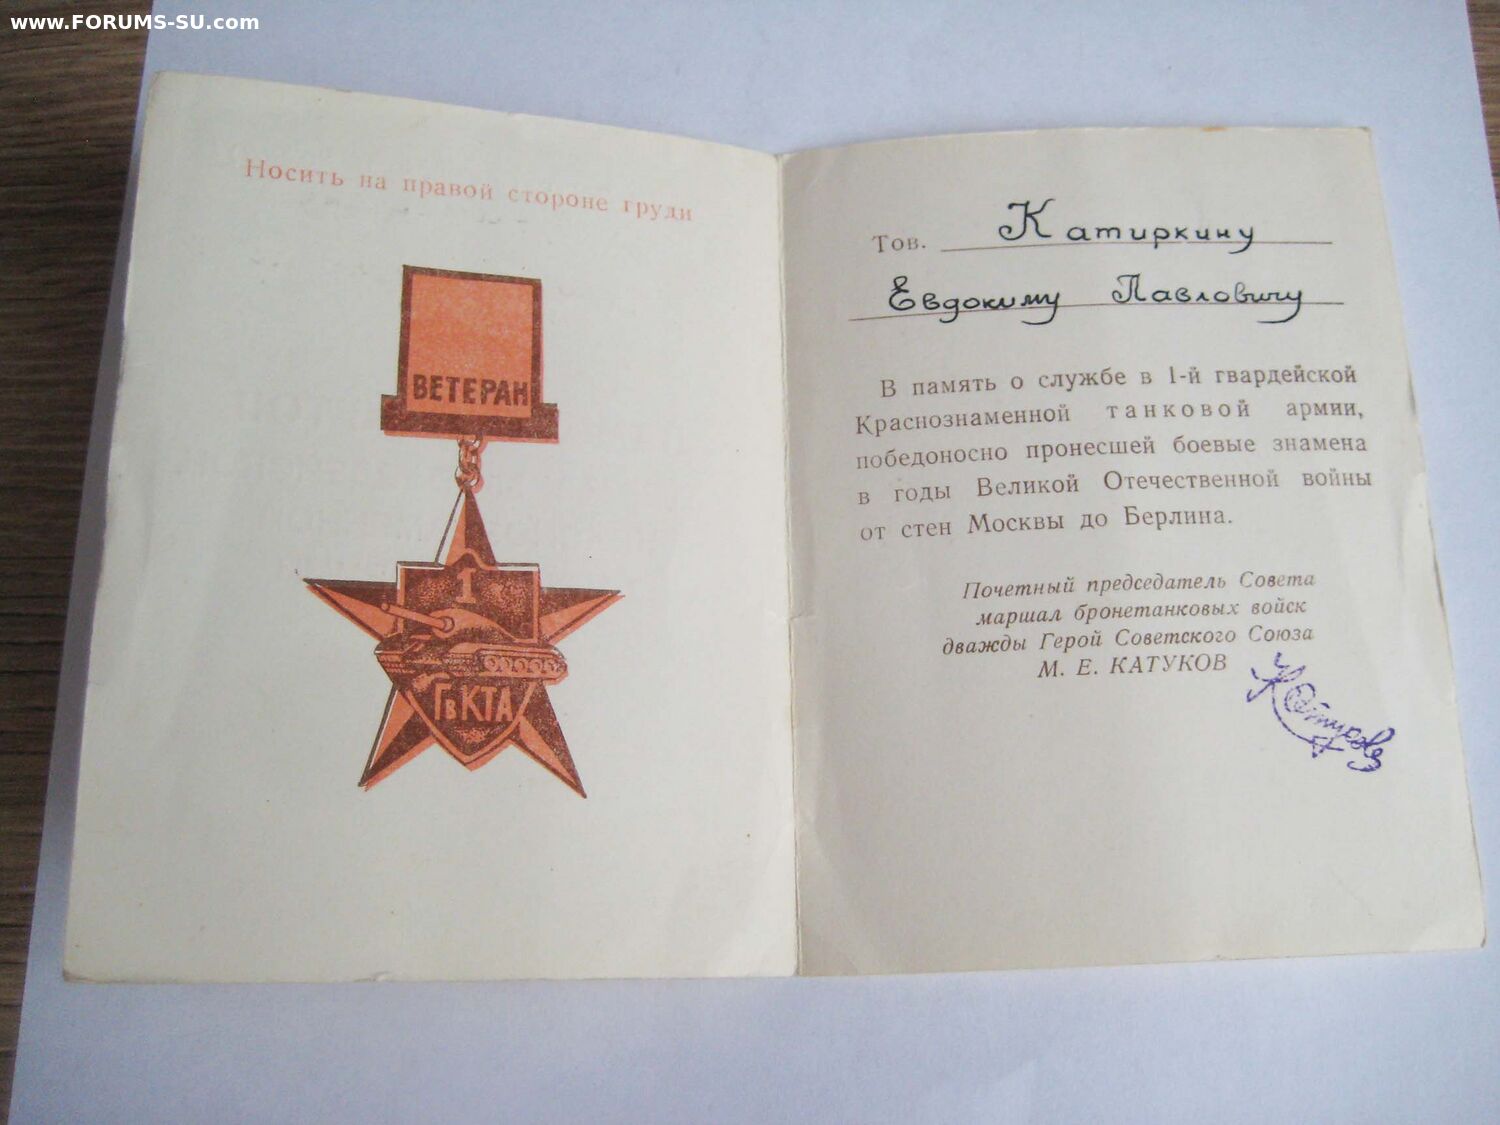 www.FORUMS-SU.com
Носить на правой стороне груди
ВЕТЕРАН
1
ГвКТА
Тов. Катиркину
Евдокиму Павловичу
В память о службе в 1-й гвардейской
Краснознаменной танковой армии,
победоносно пронесшей боевые знамена
в годы Великой Отечественной войны
от стен Москвы до Берлина.
Почетный председатель Совета
маршал бронетанковых войск
дважды Герой Советского Союза
М. Е. КАТУКОВ
Катуков